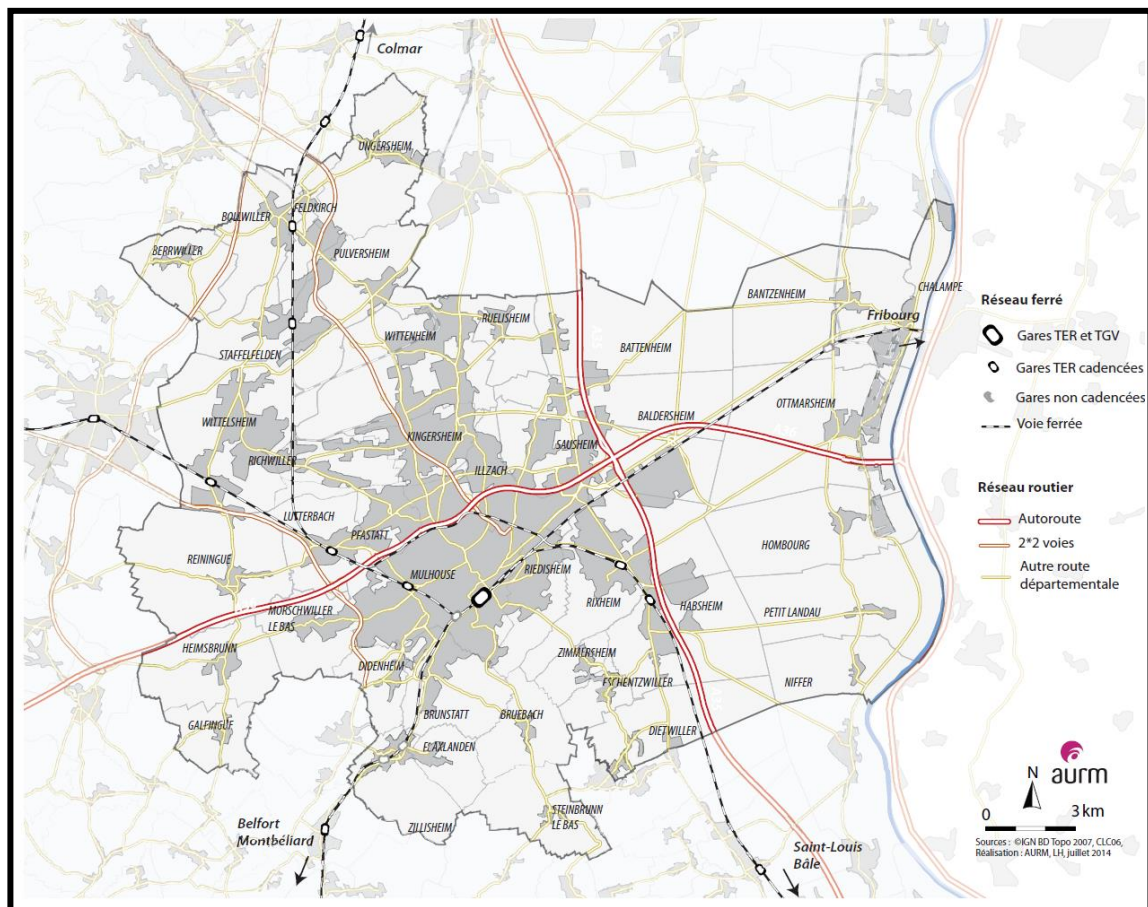 Colmar
UNGERSHEIM
FELDKIRCH
BOLLWILLER
BERRWILLER
PULVERSHEIM
CHALAMPE
BANTZENHEIM
Fribourg
RUELISHEIM
WITTENHEIM
BATTENHEIM
STAFFELFELDEN
A35
OTTMARSHEIM
BALDERSHEIM
WITTELSHEIM
KINGERSHEIM
A36
SAUSHEIM
RICHWILLER
ILLZACH
LUTTERBACH
PFASTATT
HOMBOURG
REININGUE
RIEDISHEIM
MULHOUSE
RIXHEIM
HABSHEIM
MORSCHWILLER
LE BAS
PETIT LANDAU
HEIMSBRUNN
ZIMMERSHEIM
DIDENHEIM
ESCHENTZWILLER
NIFFER
A35
BRUNSTATT
BRUEBACH
GALFINGUE
DIETWILLER
FLAXLANDEN
STEINBRUNN
LE BAS
ZILLISHEIM
Belfort
Montbéliard
Saint-Louis
Bâle
Réseau ferré
Gares TER et TGV
Gares TER cadencées
Gares non cadencées
Voie ferrée
Réseau routier
Autoroute
2*2 voies
Autre route
départementale
aurm
N
0 3 km
Sources : ©IGN BD Topo 2007, CLC06,
Réalisation : AURM, LH, juillet 2014